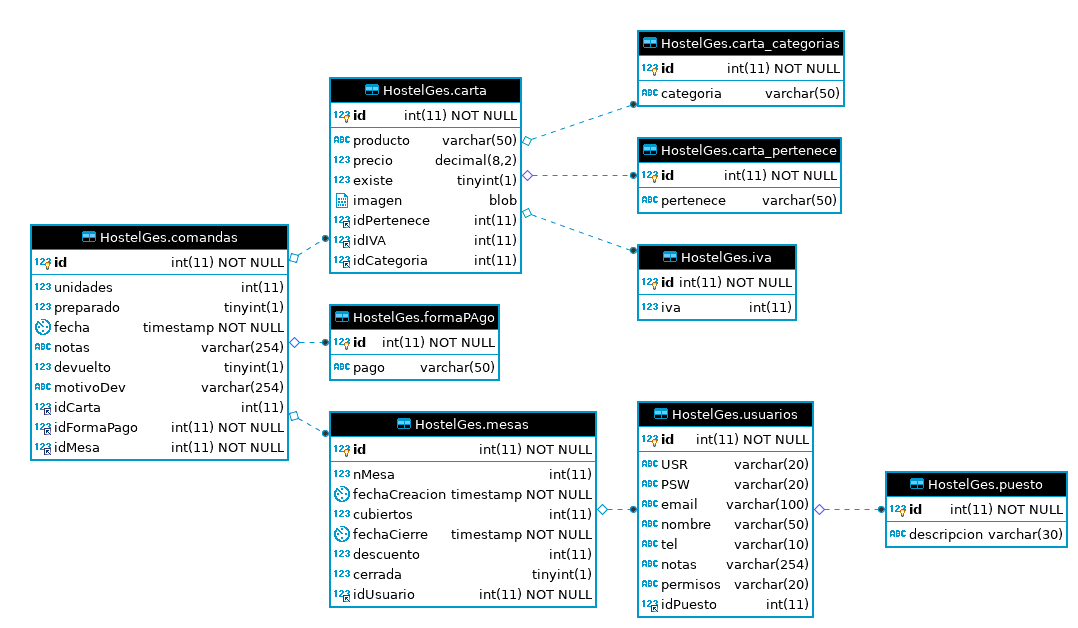 HostelGes.comandas
id int(11) NOT NULL
unidades int(11)
preparado tinyint(1)
fecha timestamp NOT NULL
notas varchar(254)
devuelto tinyint(1)
motivoDev varchar(254)
idCarta int(11)
idFormaPago int(11) NOT NULL
idMesa int(11) NOT NULL
HostelGes.carta
id int(11) NOT NULL
producto varchar(50)
precio decimal(8,2)
existe tinyint(1)
imagen blob
idPertenece int(11)
idIVA int(11)
idCategoria int(11)
HostelGes.formaPAgo
id int(11) NOT NULL
pago varchar(50)
HostelGes.mesas
id int(11) NOT NULL
nMesa int(11)
fechaCreacion timestamp NOT NULL
cubiertos int(11)
fechaCierre timestamp NOT NULL
descuento int(11)
cerrada tinyint(1)
idUsuario int(11) NOT NULL
HostelGes.carta_categorias
id int(11) NOT NULL
categoria varchar(50)
HostelGes.carta_pertenece
id int(11) NOT NULL
pertenece varchar(50)
HostelGes.iva
id int(11) NOT NULL
iva int(11)
HostelGes.usuarios
id int(11) NOT NULL
USR varchar(20)
PSW varchar(20)
email varchar(100)
nombre varchar(50)
tel varchar(10)
notas varchar(254)
permisos varchar(20)
idPuesto int(11)
HostelGes.puesto
id int(11) NOT NULL
descripcion varchar(30)